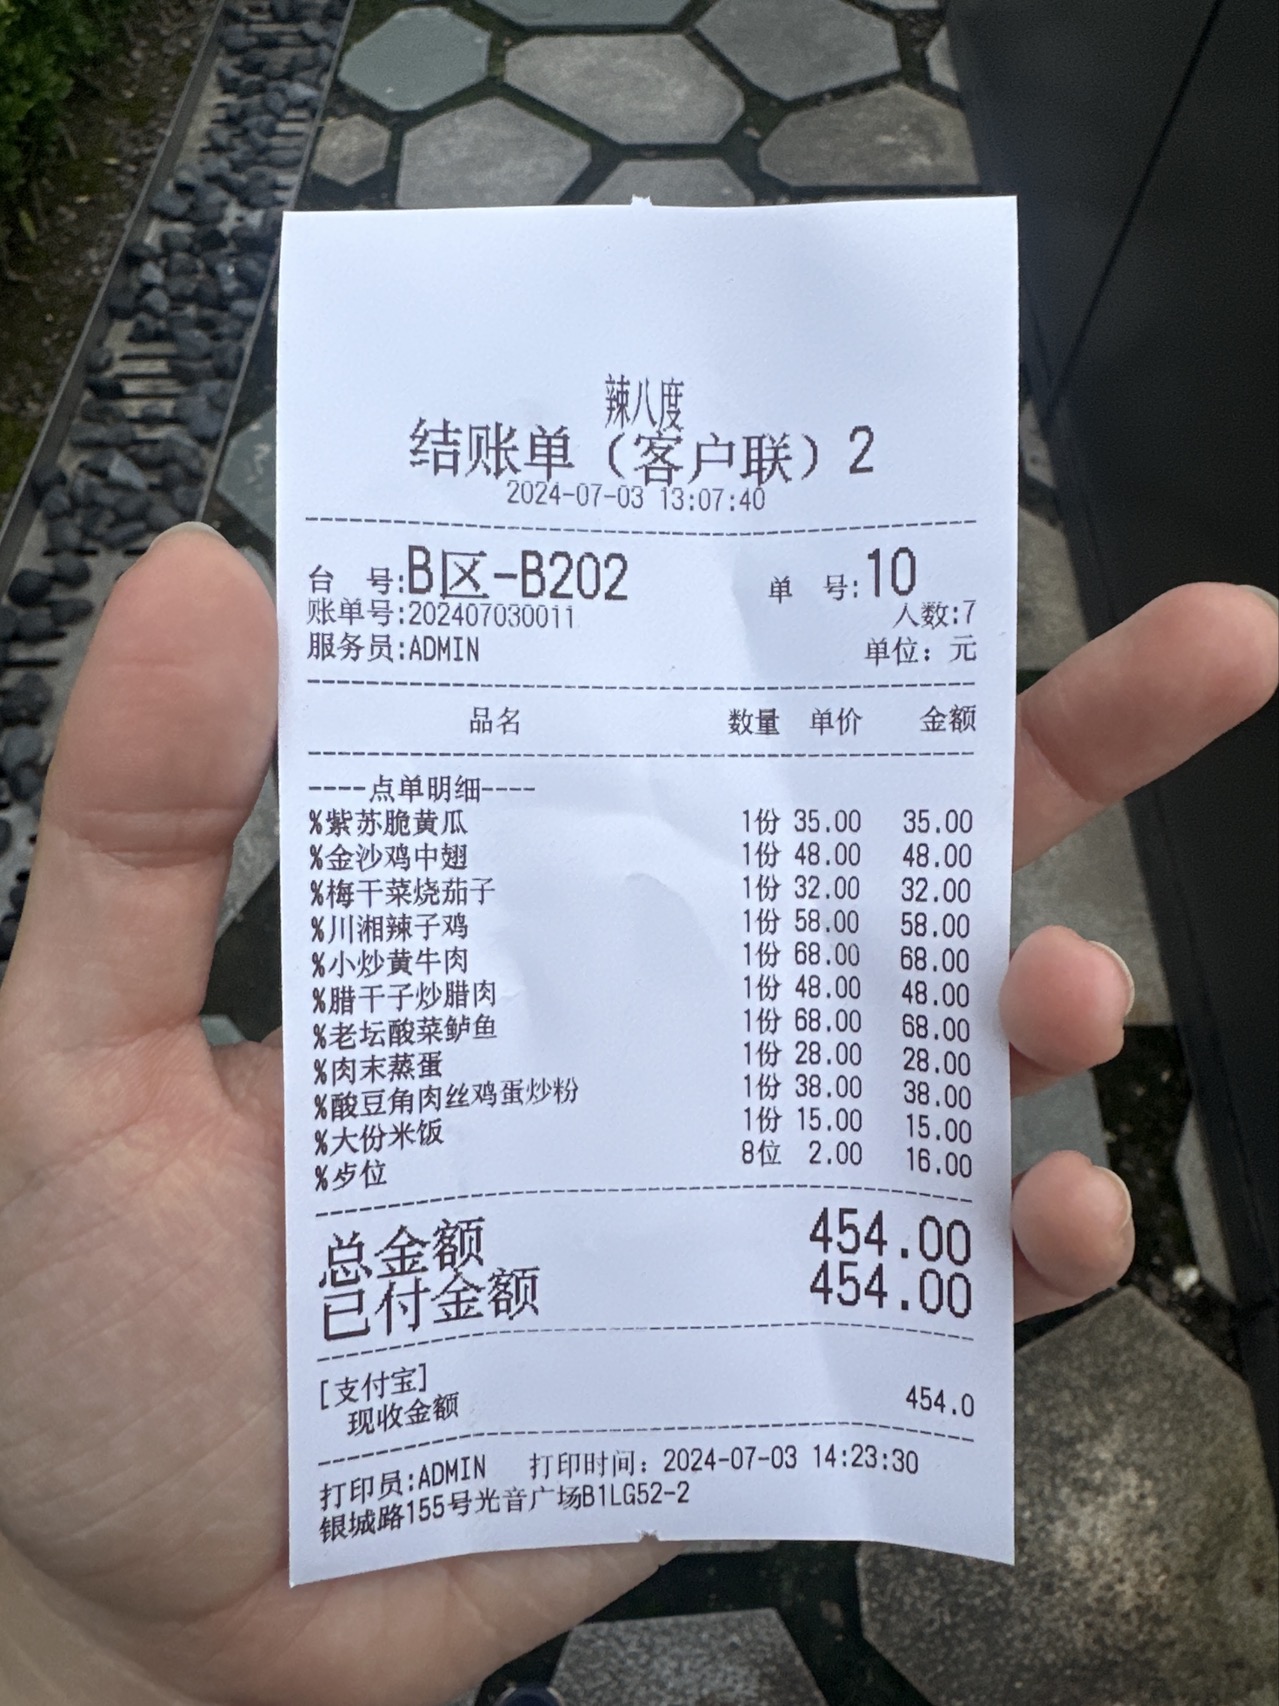 辣八度
结账单（客户联）2
2024-07-03 13:07:40
台 号:B区-B202 单 号:10
账单号:202407030011 人数:7
服务员:ADMIN 单位：元
品名 数量 单价 金额
----点单明细----
%紫苏脆黄瓜 1份 35.00 35.00
%金沙鸡中翅 1份 48.00 48.00
%梅干菜烧茄子 1份 32.00 32.00
%川湘辣子鸡 1份 58.00 58.00
%小炒黄牛肉 1份 68.00 68.00
%腊干子炒腊肉 1份 48.00 48.00
%老坛酸菜鲈鱼 1份 68.00 68.00
%肉末蒸蛋 1份 28.00 28.00
%酸豆角肉丝鸡蛋炒粉 1份 38.00 38.00
%大份米饭 1份 15.00 15.00
%歺位 8位 2.00 16.00
总金额 454.00
已付金额 454.00
[支付宝]
现收金额 454.0
打印员:ADMIN 打印时间：2024-07-03 14:23:30
银城路155号光音广场B1LG52-2